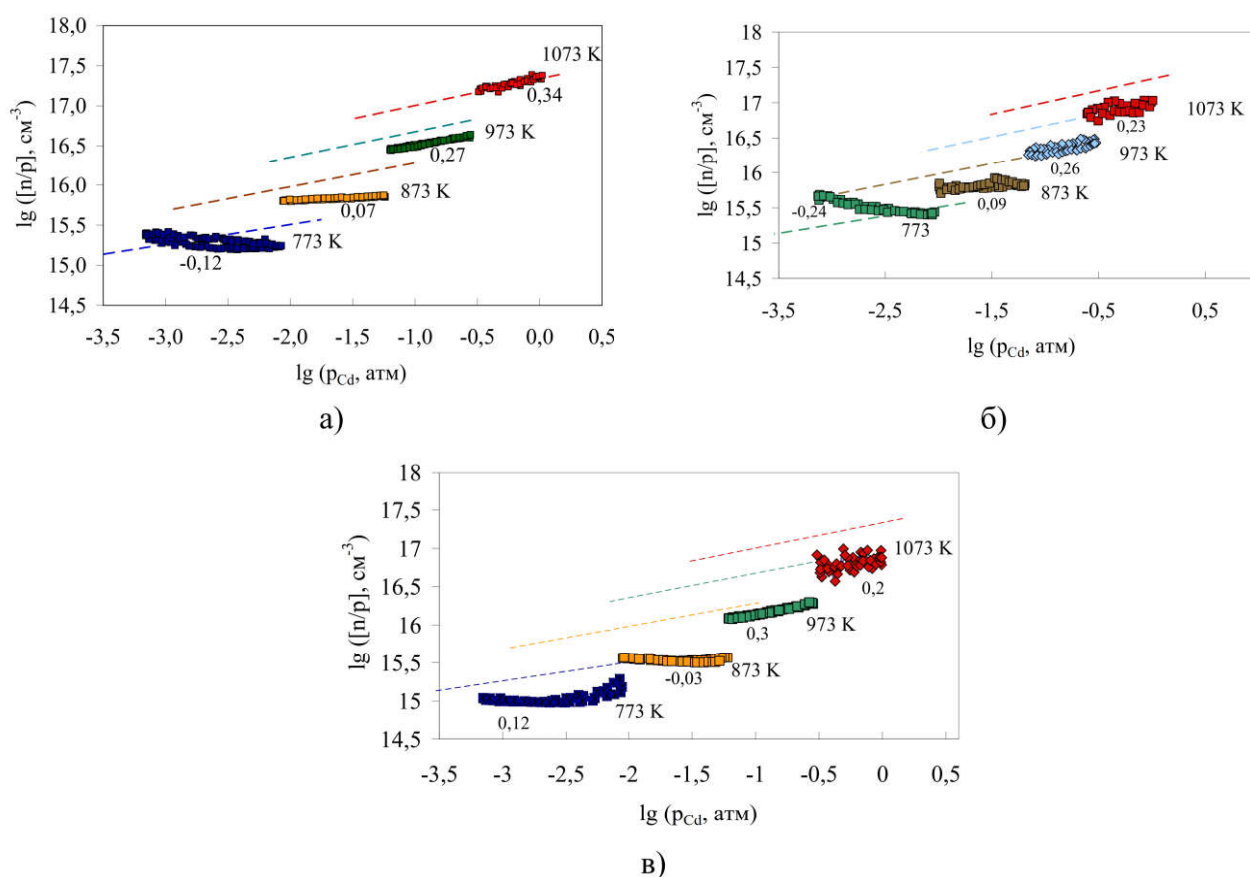 lg ([n/p], см⁻³)
18,0
17,5
17,0
16,5
16,0
15,5
15,0
14,5
1073 K
0,34
973 K
0,27
873 K
0,07
773 K
-0,12
-3,5 -3,0 -2,5 -2,0 -1,5 -1,0 -0,5 0,0 0,5
lg (p_Cd, атм)
а)
lg ([n/p], см⁻³)
18
17,5
17
16,5
16
15,5
15
14,5
1073 K
0,23
973 K
0,26
873 K
0,09
-0,24
773
-3,5 -2,5 -1,5 -0,5 0,5
lg (p_Cd, атм)
б)
lg ([n/p], см⁻³)
18
17,5
17
16,5
16
15,5
15
14,5
1073 K
0,2
973 K
0,3
873 K
-0,03
773 K
0,12
-3,5 -3 -2,5 -2 -1,5 -1 -0,5 0 0,5
lg (p_Cd, атм)
в)